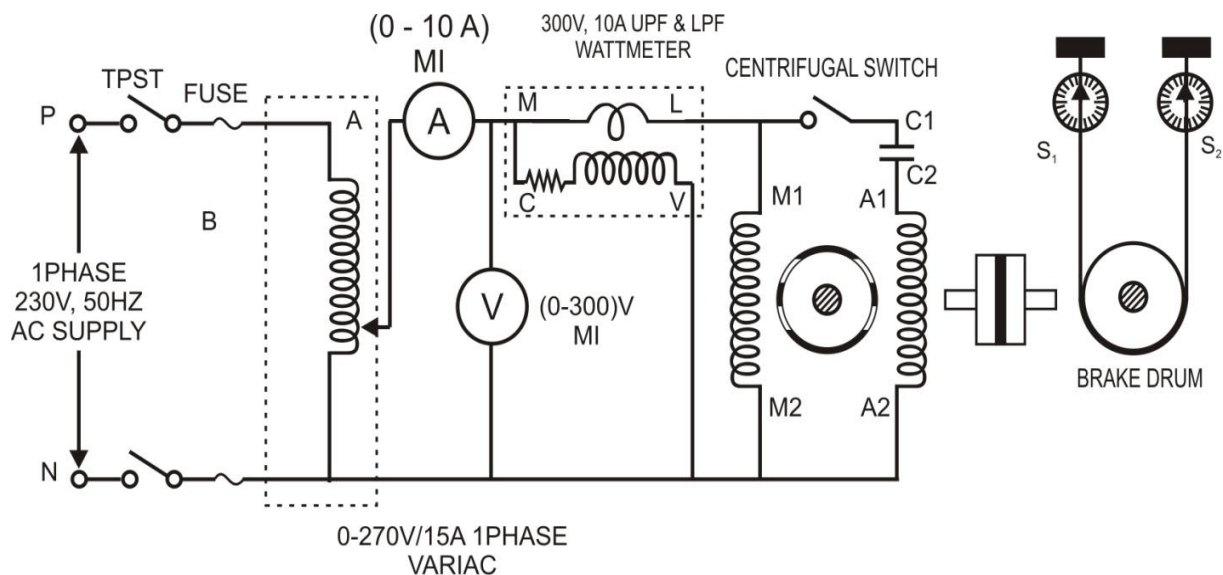 (0 - 10 A)
MI
300V, 10A UPF & LPF
WATTMETER
TPST
FUSE
CENTRIFUGAL SWITCH
P
A
A
M
L
C1
C2
S₁
S₂
C
V
M1
A1
B
1PHASE
230V, 50HZ
AC SUPPLY
V
(0-300)V
MI
M2
A2
BRAKE DRUM
N
0-270V/15A 1PHASE
VARIAC